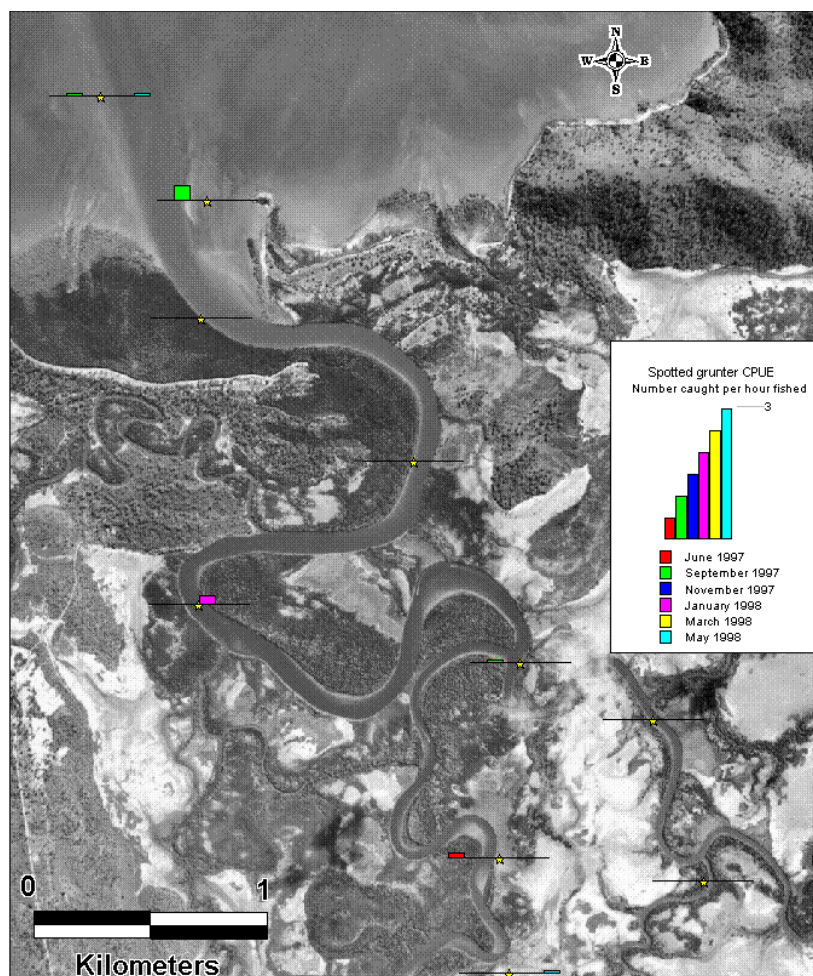 N
W E
S
Spotted grunter CPUE
Number caught per hour fished
3
June 1997
September 1997
November 1997
January 1998
March 1998
May 1998
0 1
Kilometers